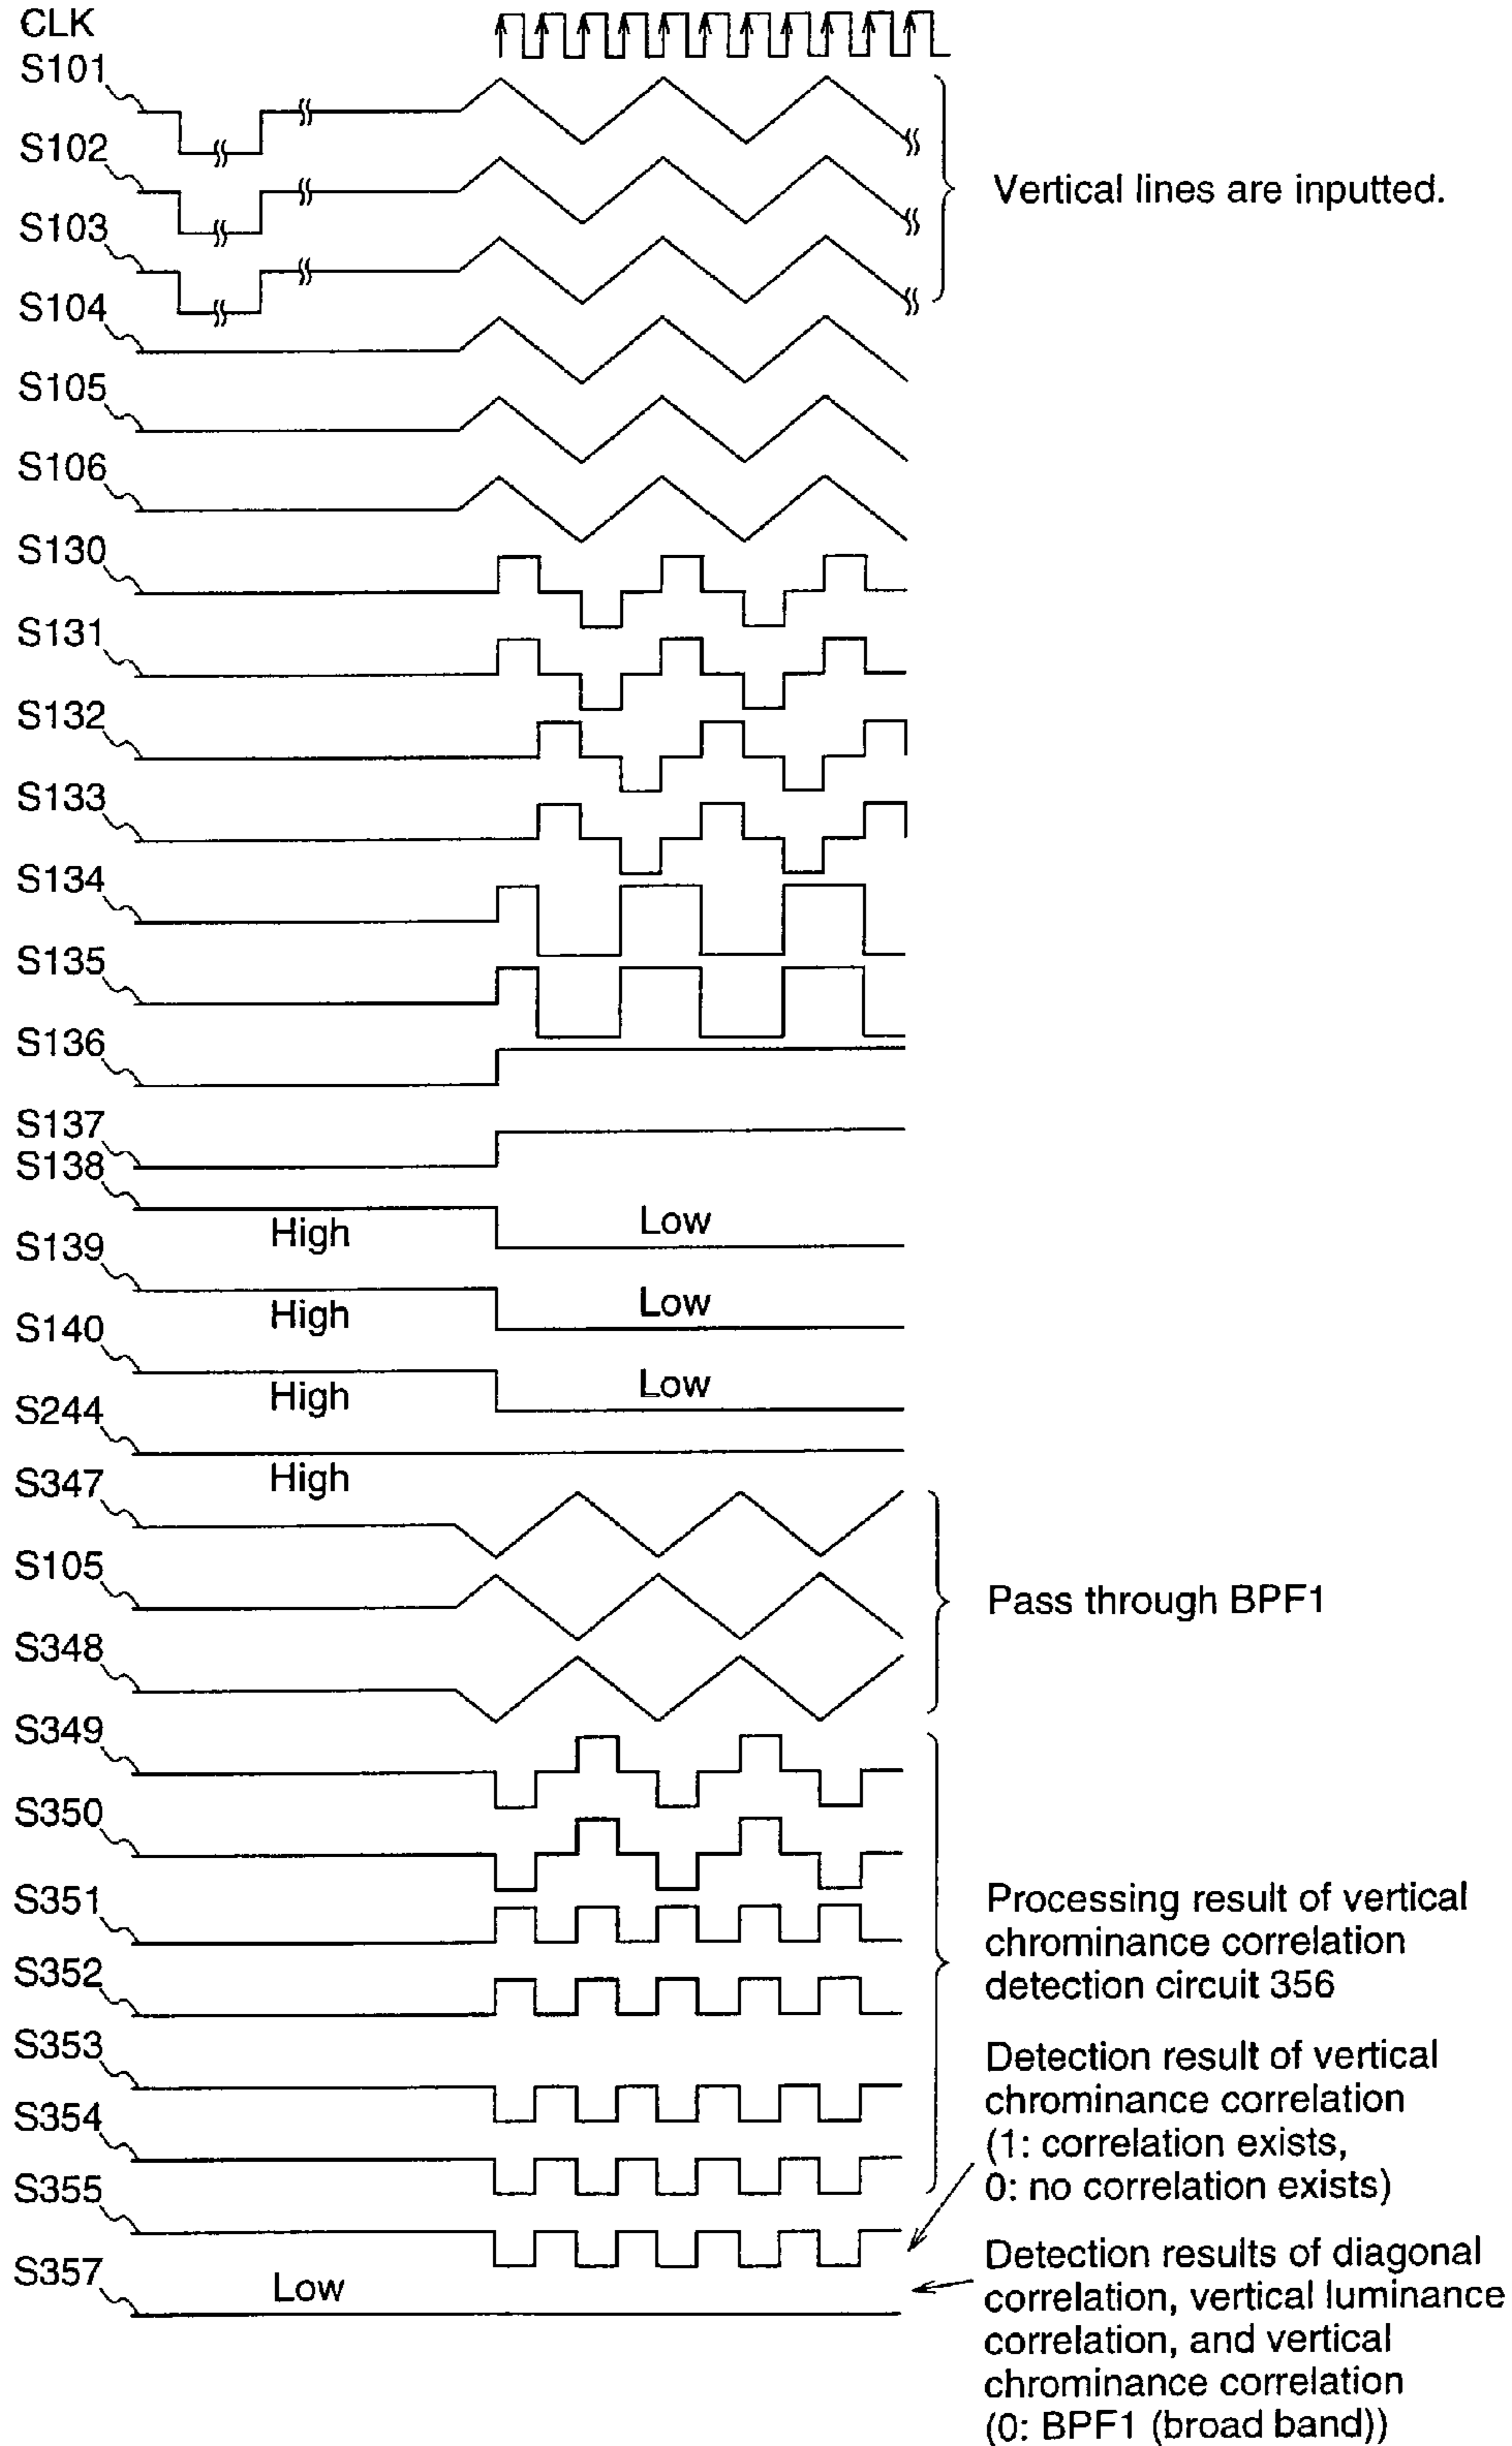 CLK
S101
S102
Vertical lines are inputted.
S103
S104
S105
S106
S130
S131
S132
S133
S134
S135
S136
S137
S138
High Low
S139
High Low
S140
High Low
S244
High
S347
S105
Pass through BPF1
S348
S349
S350
S351
Processing result of vertical
chrominance correlation
detection circuit 356
S352
S353
Detection result of vertical
chrominance correlation
(1: correlation exists,
0: no correlation exists)
S354
S355
S357
Low
Detection results of diagonal
correlation, vertical luminance
correlation, and vertical
chrominance correlation
(0: BPF1 (broad band))